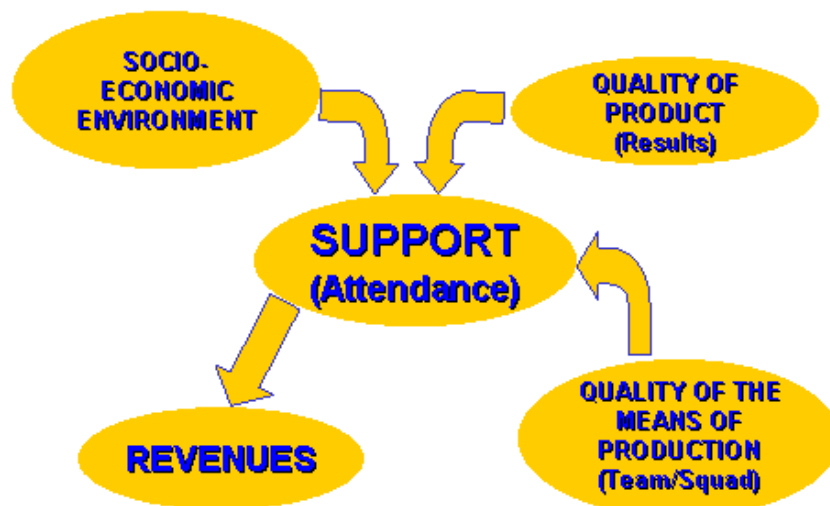 SOCIO-
ECONOMIC
ENVIRONMENT
QUALITY OF
PRODUCT
(Results)
SUPPORT
(Attendance)
REVENUES
QUALITY OF THE
MEANS OF
PRODUCTION
(Team/Squad)